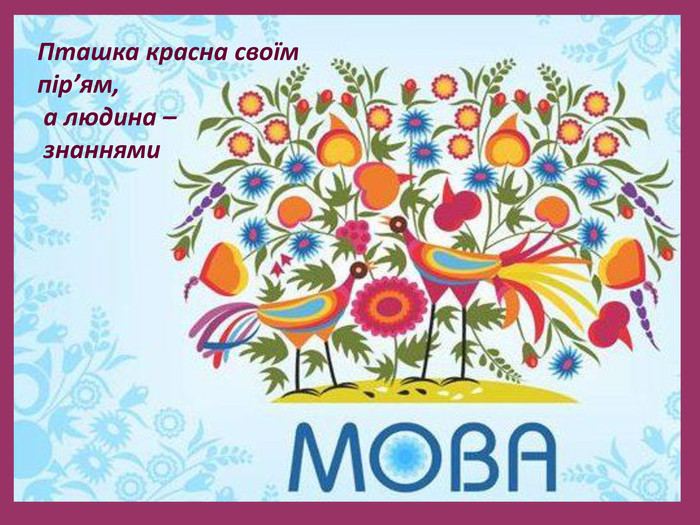 Пташка красна своїм
пір’ям,
а людина –
знаннями
МОВА